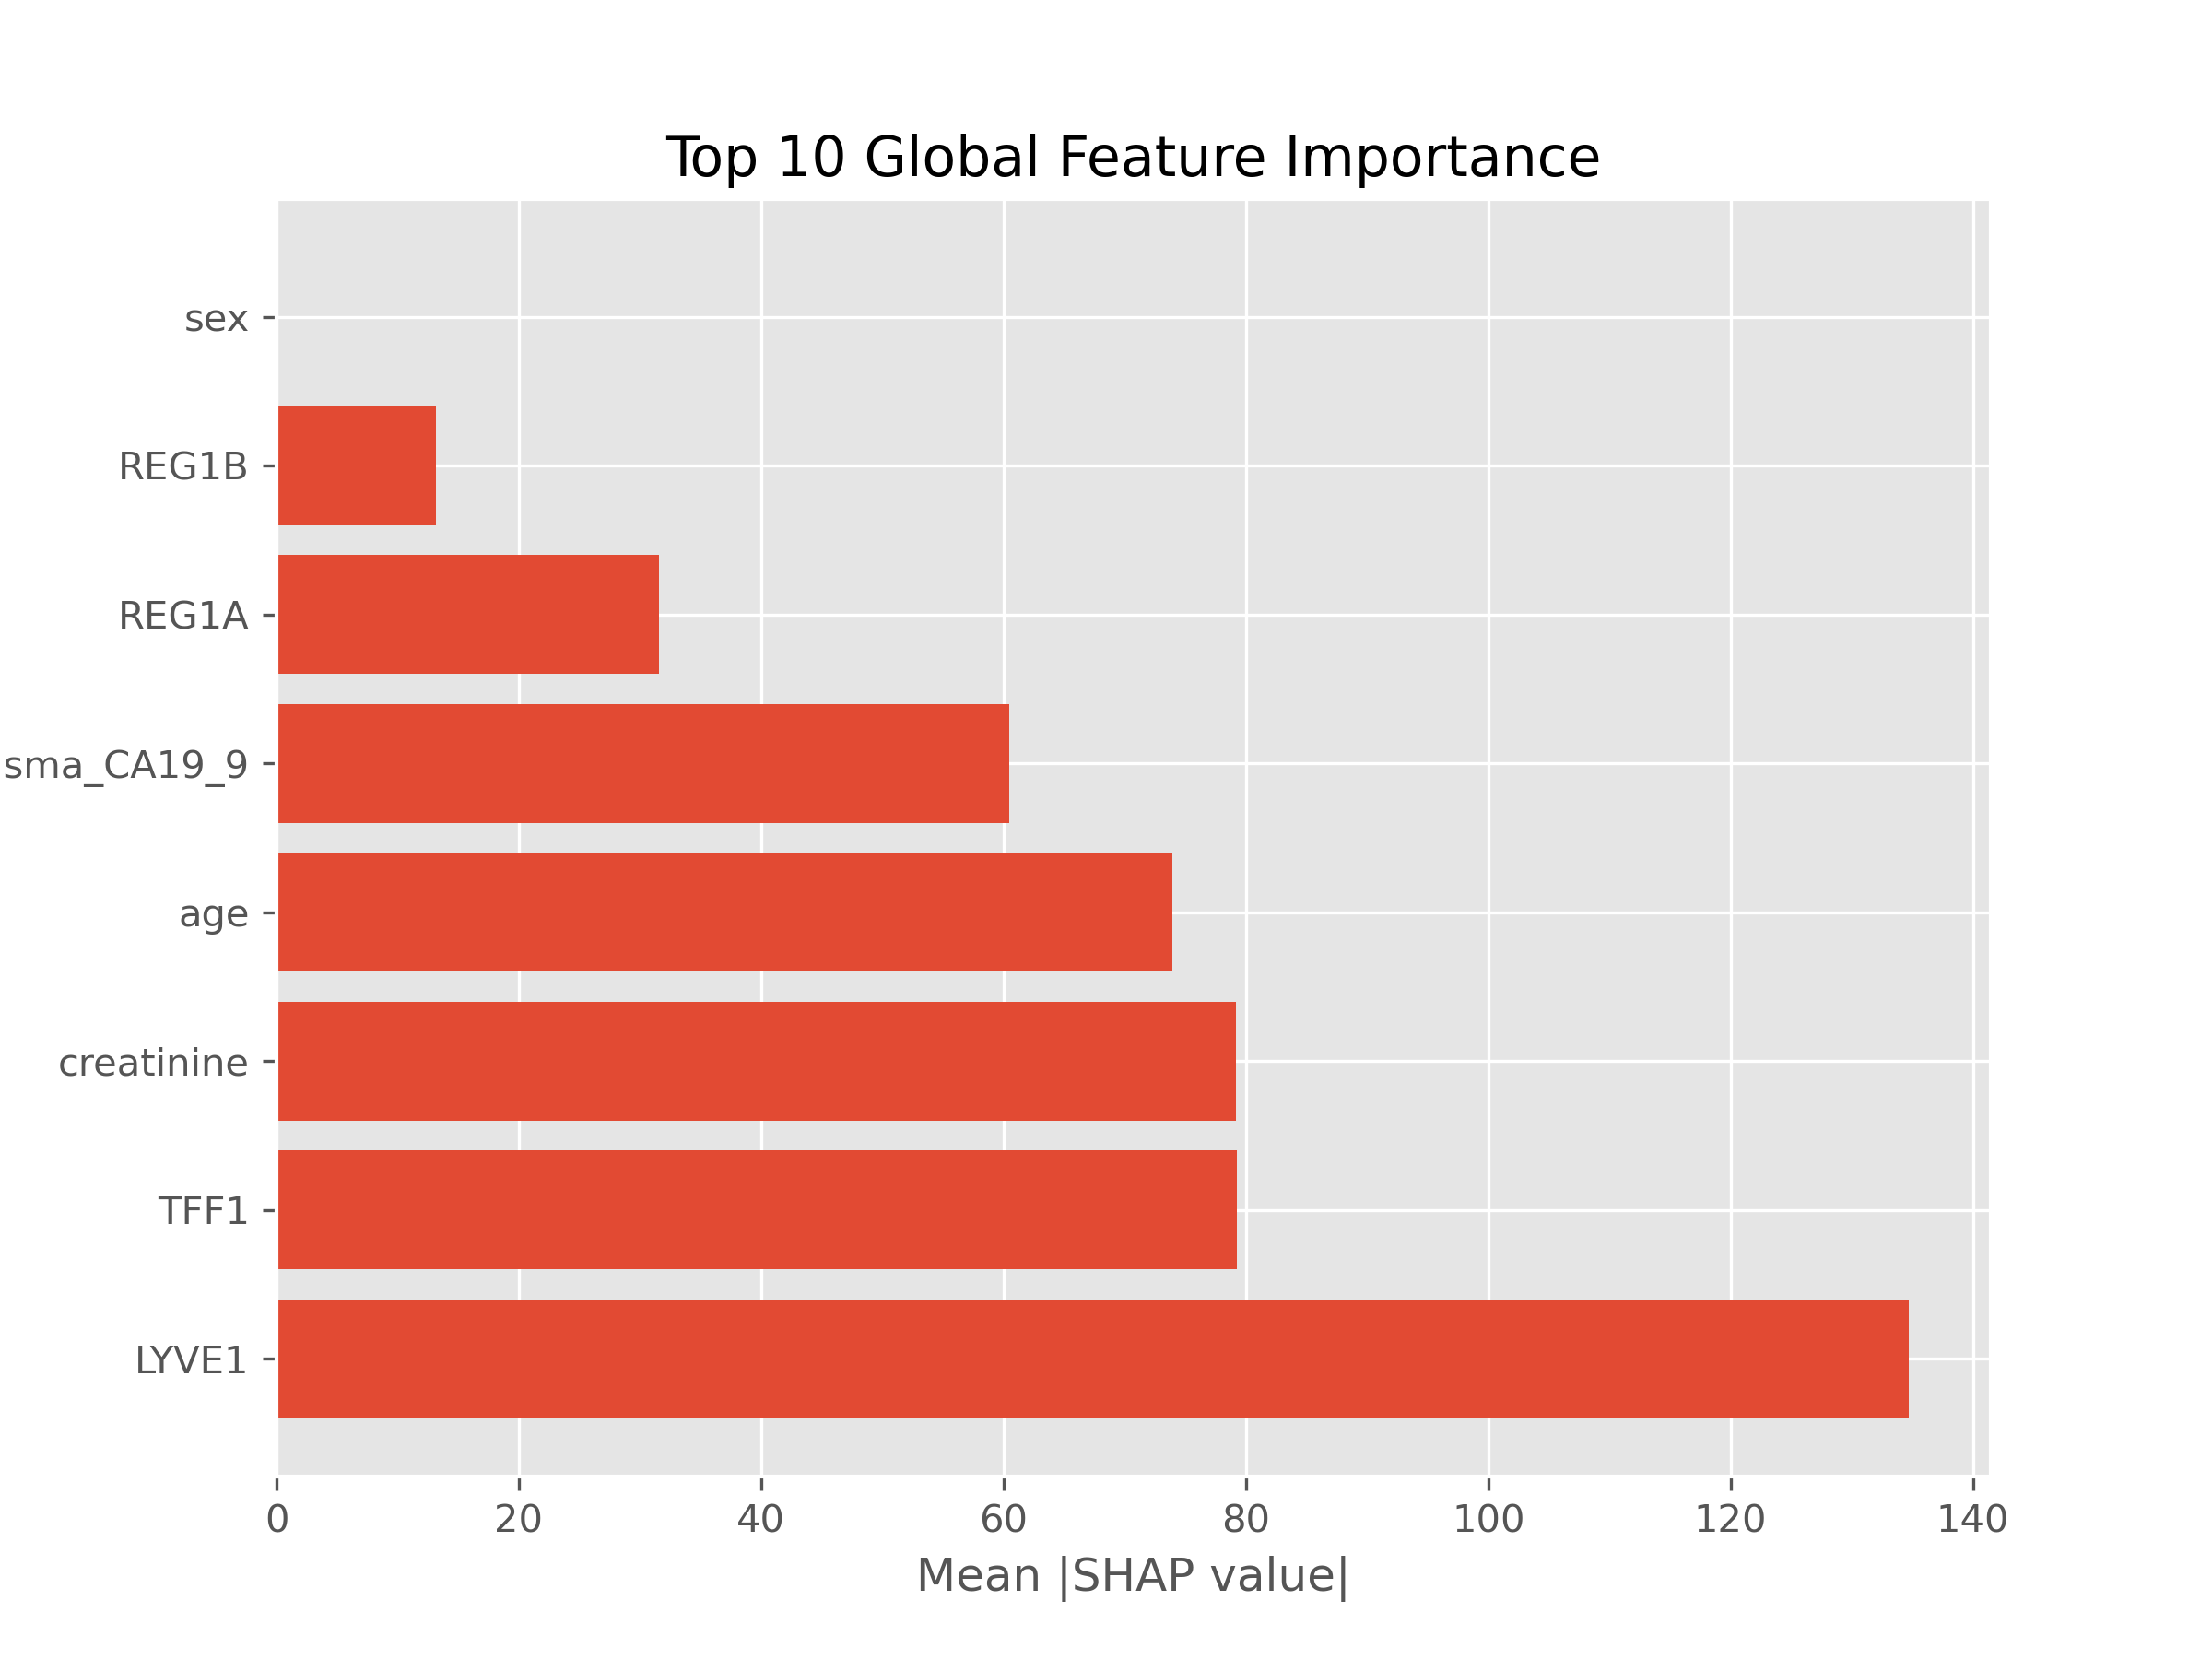 Top 10 Global Feature Importance
sex
REG1B
REG1A
sma_CA19_9
age
creatinine
TFF1
LYVE1
0 20 40 60 80 100 120 140
Mean |SHAP value|